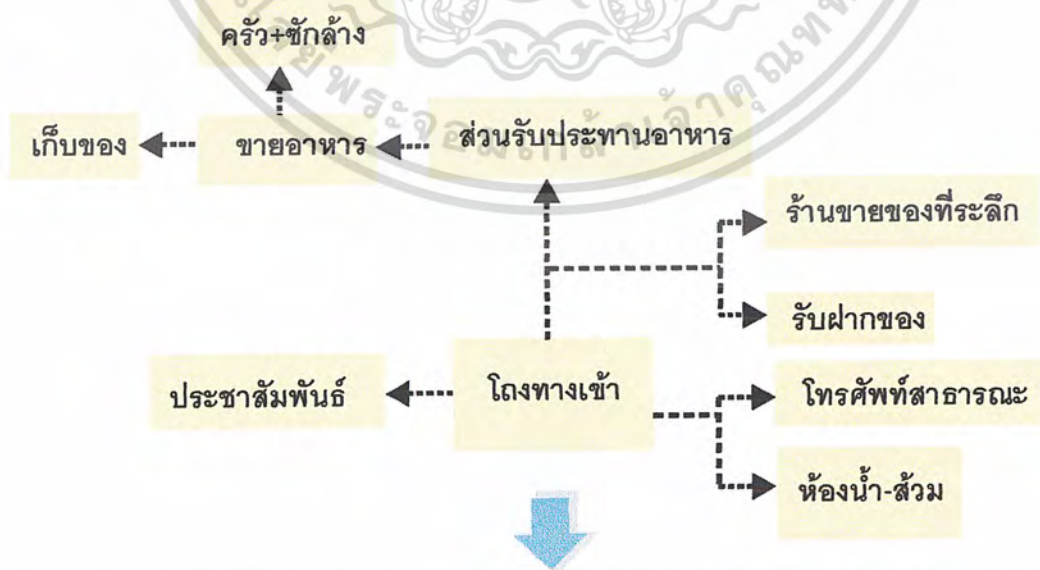 ครัว+ซักล้าง
เก็บของ
ขายอาหาร
ส่วนรับประทานอาหาร
ร้านขายของที่ระลึก
รับฝากของ
ประชาสัมพันธ์
โถงทางเข้า
โทรศัพท์สาธารณะ
ห้องน้ำ-ส้วม